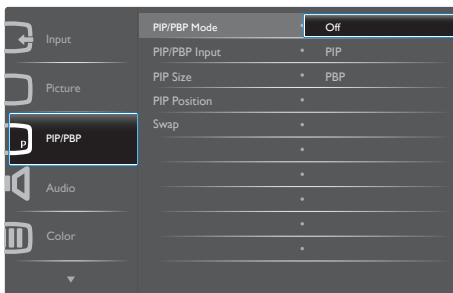 Input
Picture
P
PIP/PBP
Audio
Color
PIP/PBP Mode
Off
PIP/PBP Input
PIP
PIP Size
PBP
PIP Position
Swap